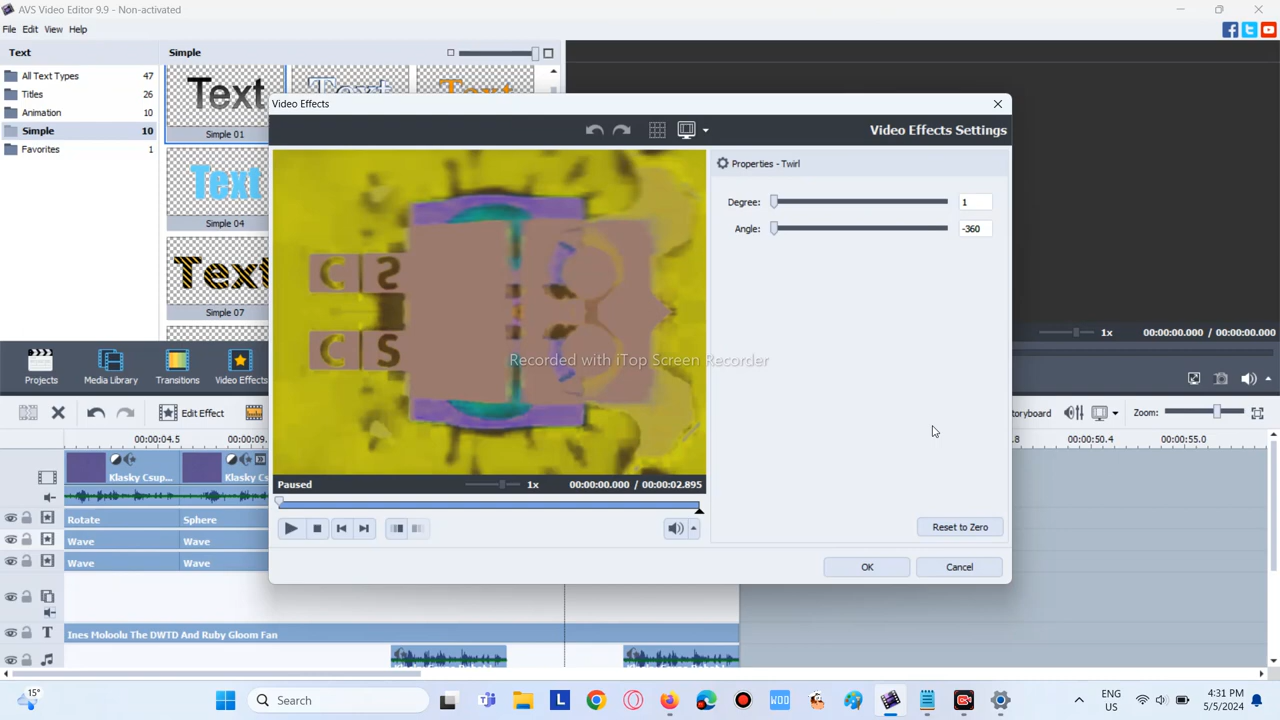 AVS Video Editor 9.9 - Non-activated
File Edit View Help
Text
Simple
All Text Types 47
Titles 26
Animation 10
Simple 10
Favorites 1
Text
Simple 01
Text
Text
Text
Simple 04
Text
Simple 07
Video Effects
Video Effects Settings
Properties - Twirl
Degree: 1
Angle: -360
C S
C S
Recorded with iTop Screen Recorder
Paused 1x 00:00:00.000 / 00:00:02.895
Reset to Zero
OK Cancel
1x 00:00:00.000 / 00:00:00.000
Projects Media Library Transitions Video Effects
Edit Effect
Storyboard
Zoom:
00:00:04.5 00:00:09. .8 00:00:50.4 00:00:55.0
Klasky Csup... Klasky Cs
Rotate Sphere
Wave Wave
Wave Wave
Ines Moloolu The DWTD And Ruby Gloom Fan
15°
Search
ENG
US
4:31 PM
5/5/2024